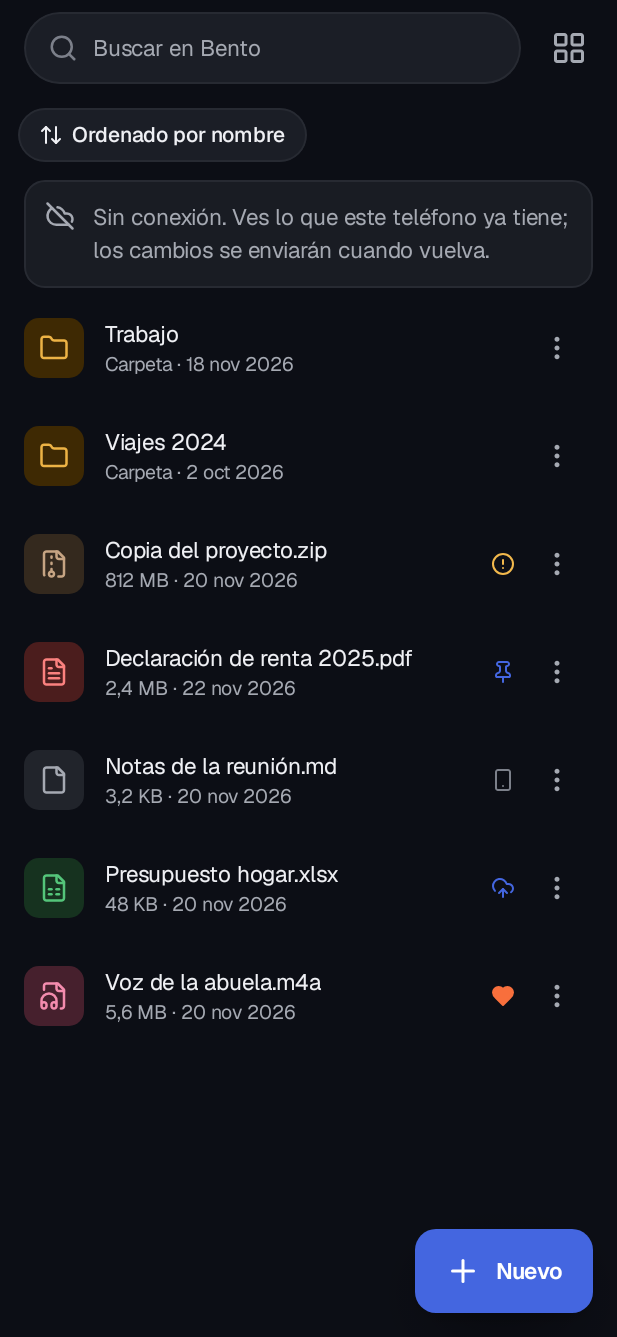 Buscar en Bento
Ordenado por nombre
Sin conexión. Ves lo que este teléfono ya tiene;
los cambios se enviarán cuando vuelva.
Trabajo
Carpeta · 18 nov 2026
Viajes 2024
Carpeta · 2 oct 2026
Copia del proyecto.zip
812 MB · 20 nov 2026
Declaración de renta 2025.pdf
2,4 MB · 22 nov 2026
Notas de la reunión.md
3,2 KB · 20 nov 2026
Presupuesto hogar.xlsx
48 KB · 20 nov 2026
Voz de la abuela.m4a
5,6 MB · 20 nov 2026
Nuevo